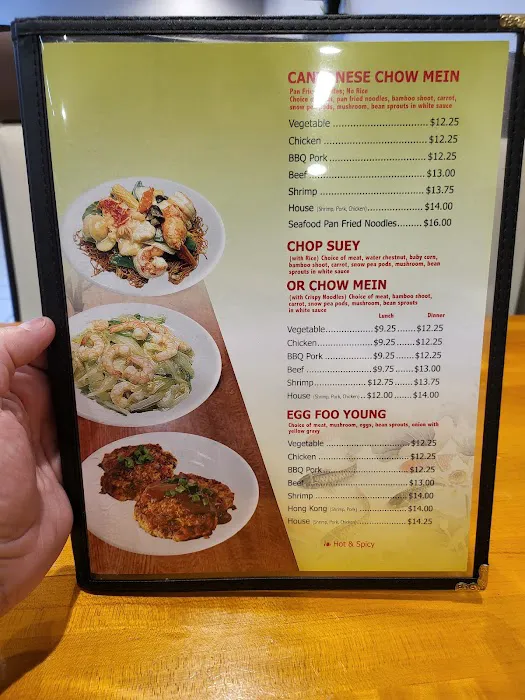 CANTONESE CHOW MEIN
Pan Fried Noodles; No Rice
Choice of meat, pan fried noodles, bamboo shoot, carrot,
snow pea pods, mushroom, bean sprouts in white sauce
Vegetable ................................ $12.25
Chicken ................................ $12.25
BBQ Pork ................................ $12.25
Beef ................................ $13.00
Shrimp ................................ $13.75
House (Shrimp, Pork, Chicken) ................ $14.00
Seafood Pan Fried Noodles........ $16.00
CHOP SUEY
(with Rice) Choice of meat, water chestnut, baby corn,
bamboo shoot, carrot, snow pea pods, mushroom, bean
sprouts in white sauce
OR CHOW MEIN
(with Crispy Noodles) Choice of meat, bamboo shoot,
carrot, snow pea pods, mushroom, bean sprouts
in white sauce
Lunch Dinner
Vegetable................$9.25.......$12.25
Chicken................$9.25.......$12.25
BBQ Pork ................$9.25.......$12.25
Beef ................$9.75.......$13.00
Shrimp................$12.75.......$13.75
House (Shrimp, Pork, Chicken) ....$12.00 .......$14.00
EGG FOO YOUNG
Choice of meat, mushroom, eggs, bean sprouts, onion with
yellow gravy
Vegetable ................................ $12.25
Chicken ................................ $12.25
BBQ Pork ................................ $12.25
Beef ................................ $13.00
Shrimp ................................ $14.00
Hong Kong (Shrimp, Pork) ................ $14.00
House (Shrimp, Pork, Chicken) ................ $14.25
Hot & Spicy